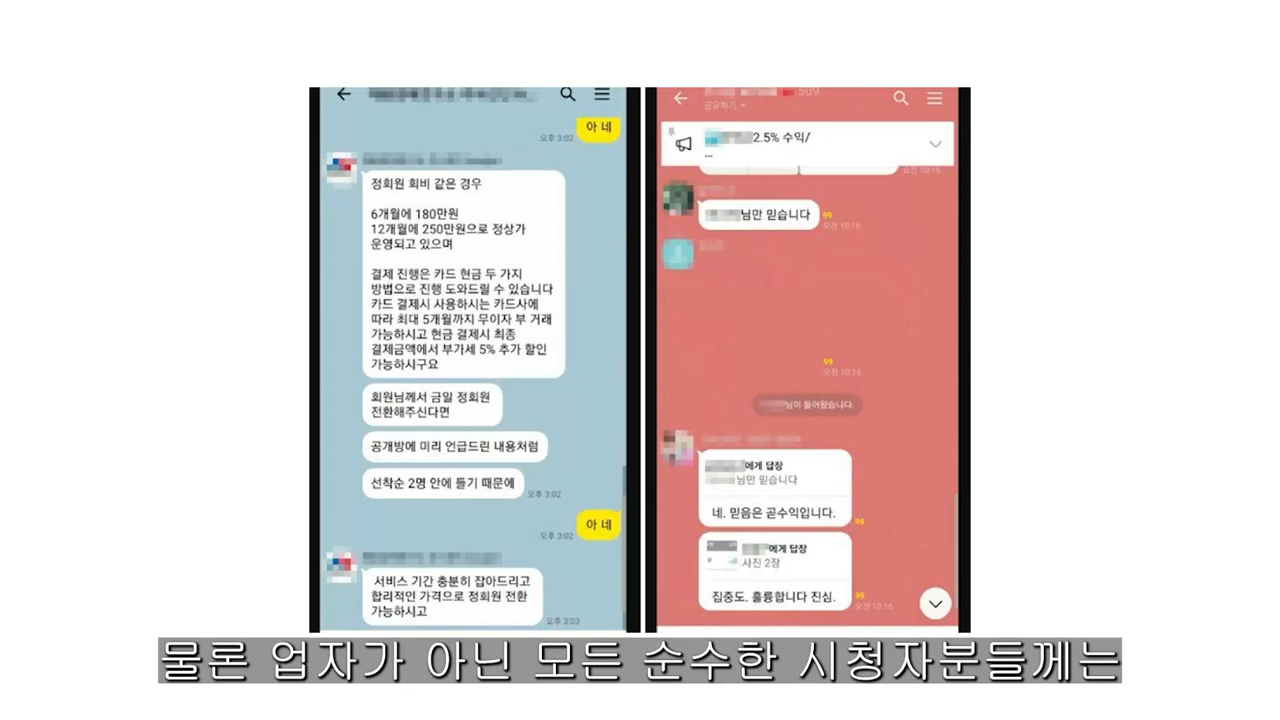 아 네
오후 3:02
정회원 회비 같은 경우
6개월에 180만원
12개월에 250만원으로 정상가
운영되고 있으며
결제 진행은 카드 현금 두 가지
방법으로 진행 도와드릴 수 있습니다
카드 결제시 사용하시는 카드사에
따라 최대 5개월까지 무이자 부 거래
가능하시고 현금 결제시 최종
결제금액에서 부가세 5% 추가 할인
가능하시구요
회원님께서 금일 정회원
전환해주신다면
공개방에 미리 언급드린 내용처럼
선착순 2명 안에 들기 때문에
오후 3:02
아 네
오후 3:02
서비스 기간 충분히 잡아드리고
합리적인 가격으로 정회원 전환
가능하시고
오후 3:03
509
공유하기
2.5% 수익/
...
오전 10:16
님만 믿습니다
99
오전 10:16
99
오전 10:16
님이 들어왔습니다.
에게 답장
님만 믿습니다
네. 믿음은 곧수익입니다.
99
에게 답장
사진 2장
집중도. 훌륭합니다 진심.
99
오전 10:16
물론 업자가 아닌 모든 순수한 시청자분들께는